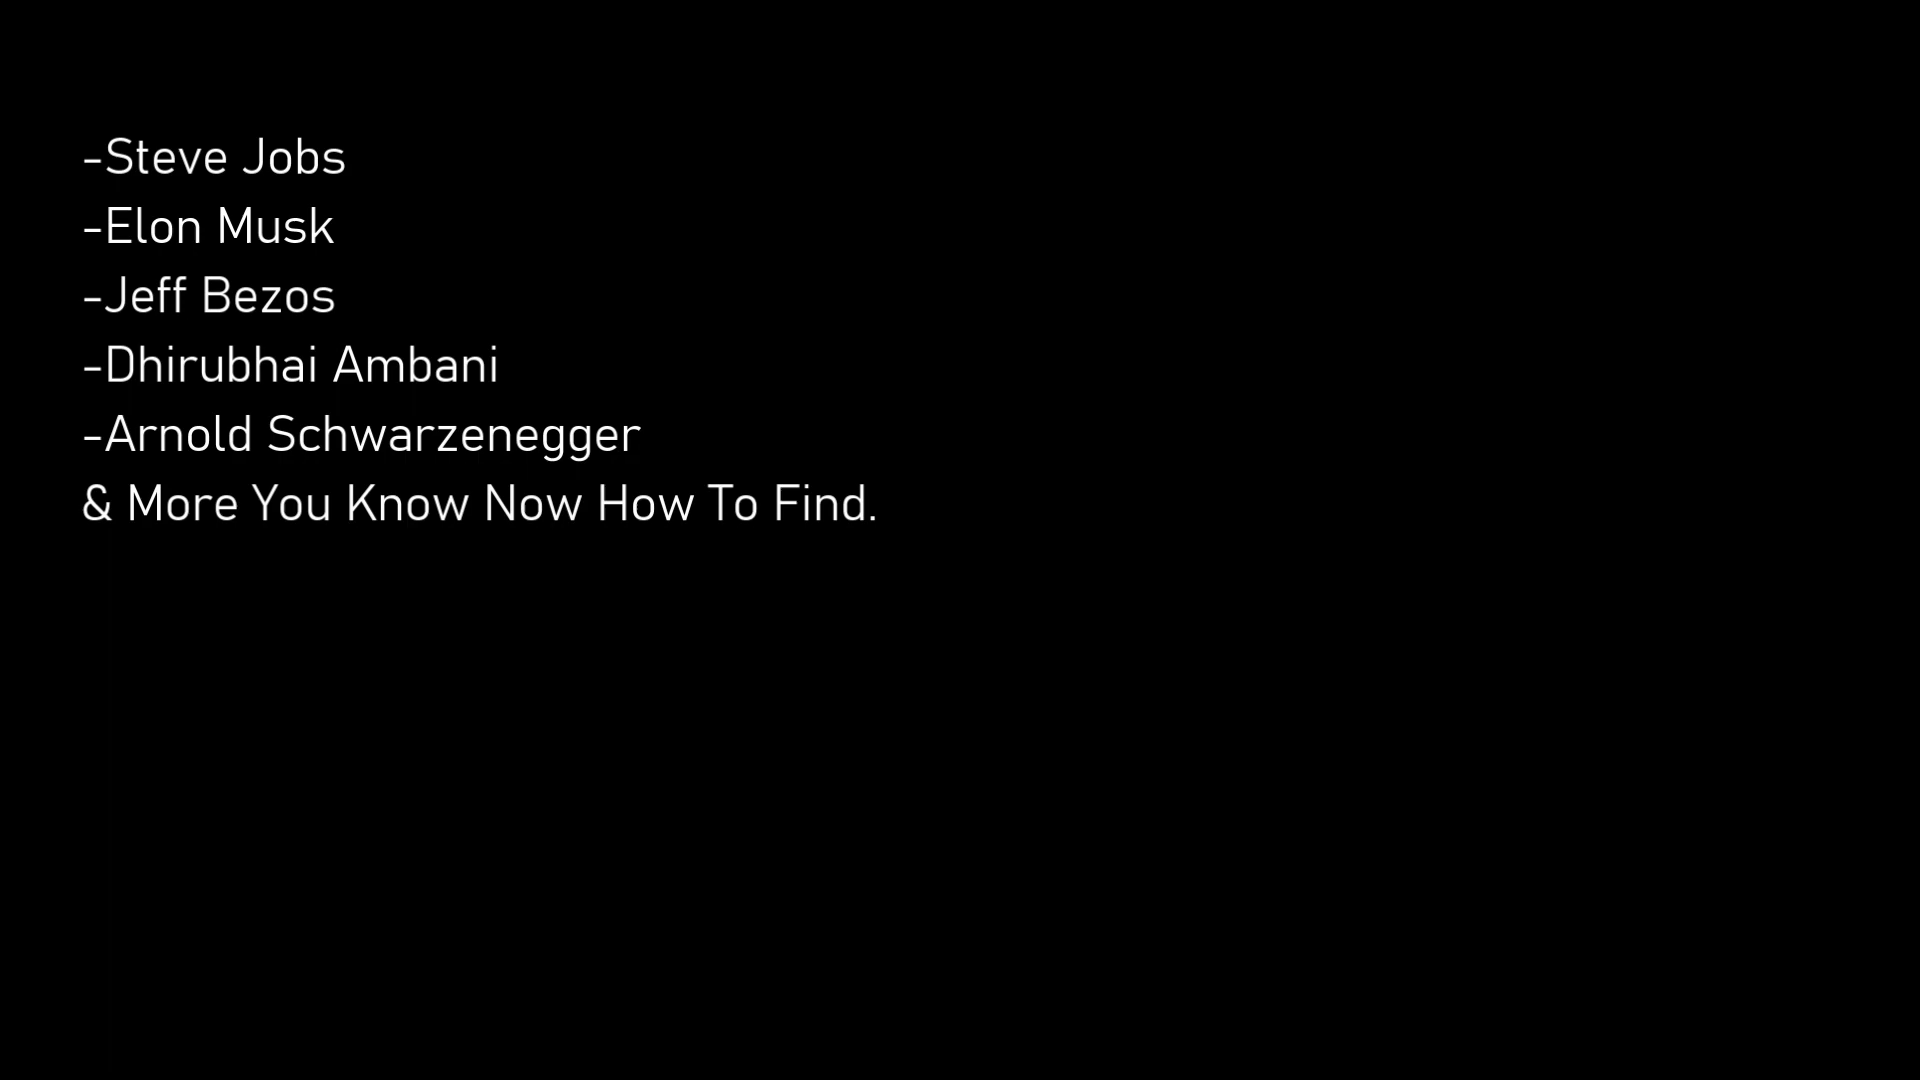 -Steve Jobs
-Elon Musk
-Jeff Bezos
-Dhirubhai Ambani
-Arnold Schwarzenegger
& More You Know Now How To Find.